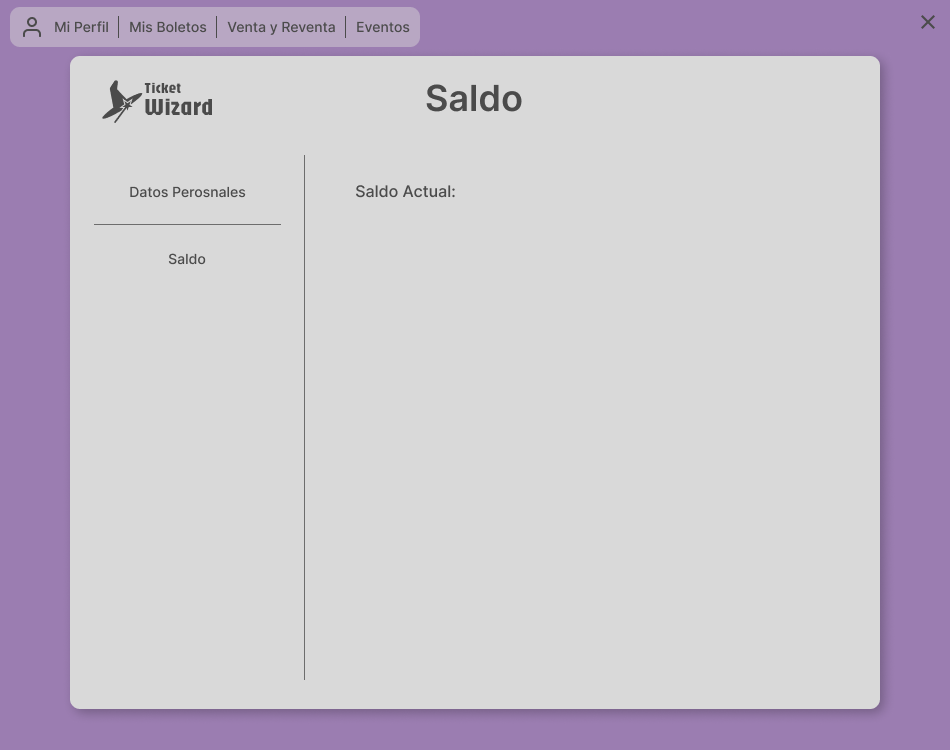 Mi Perfil
Mis Boletos
Venta y Reventa
Eventos
Ticket
Wizard
Saldo
Datos Perosnales
Saldo Actual:
Saldo